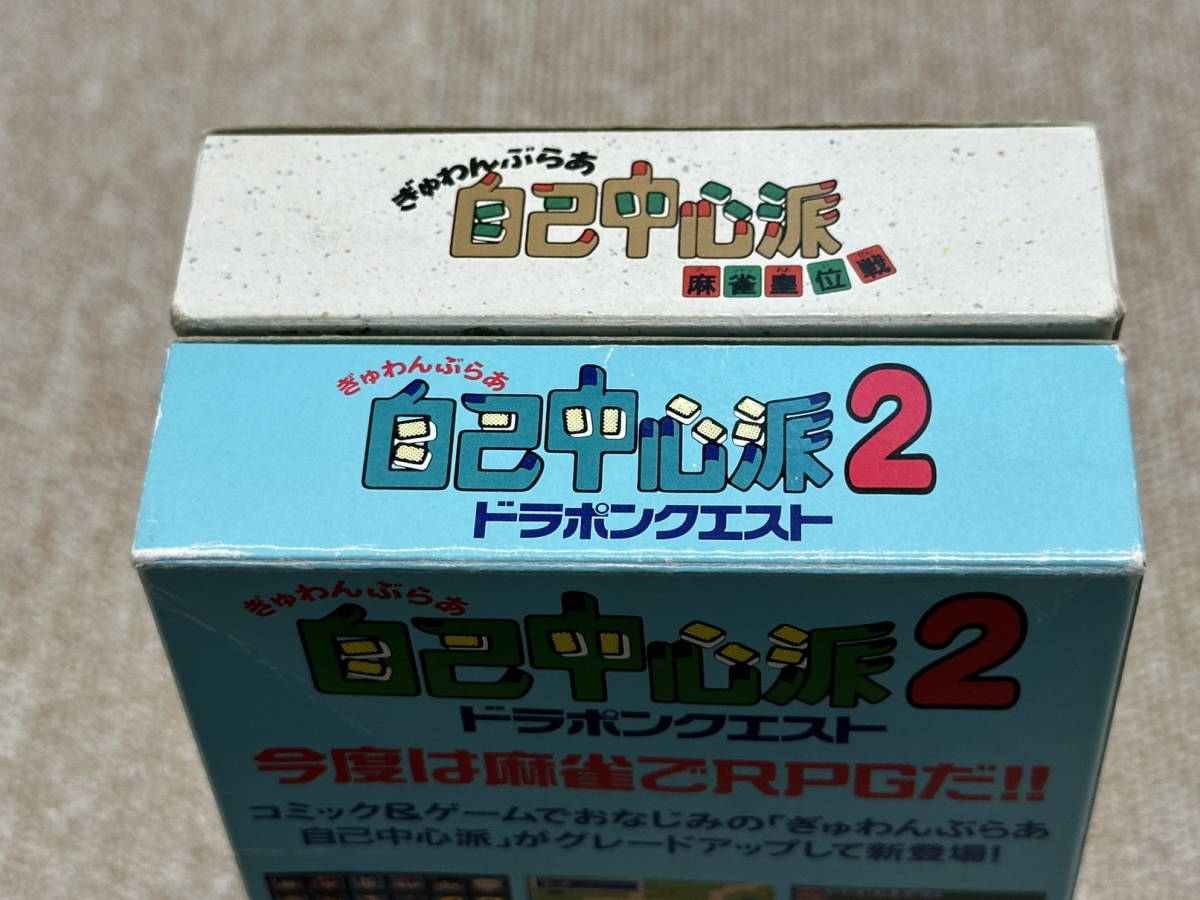 ぎゅわんぶらあ
自己中心派
麻雀皇位戦
ぎゅわんぶらあ
自己中心派2
ドラポンクエスト
ぎゅわんぶらあ
自己中心派2
ドラポンクエスト
今度は麻雀でRPGだ!!
コミック&ゲームでおなじみの「ぎゅわんぶらあ
自己中心派」がグレードアップして新登場!